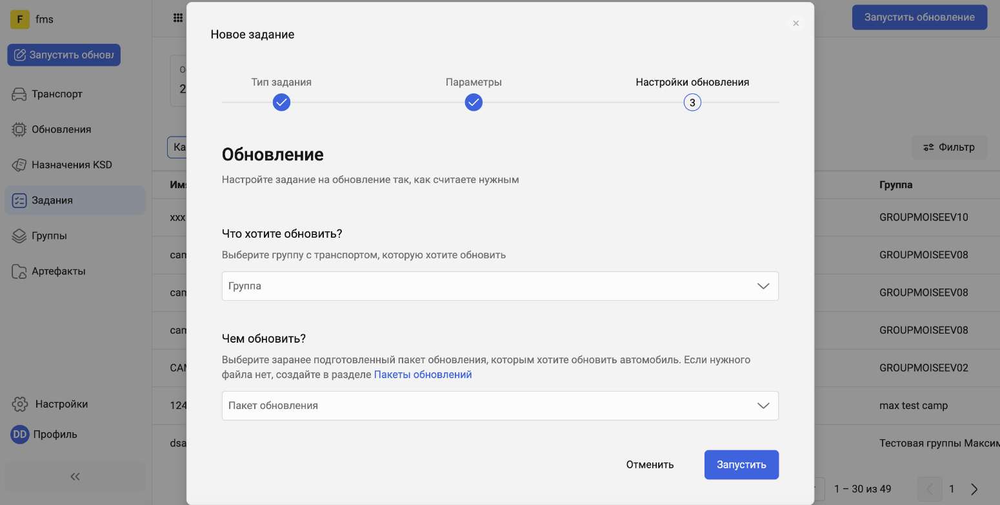 F fms
Запустить обновл
Транспорт
Обновления
Назначения KSD
Задания
Группы
Артефакты
Настройки
DD Профиль
Запустить обновление
2
Ка
Фильтр
Имя
Группа
xxx
GROUPMOISEEV10
cam
GROUPMOISEEV08
cam
GROUPMOISEEV08
cam
GROUPMOISEEV08
CAM
GROUPMOISEEV02
124
max test camp
dsa
Тестовая группы Максим
1 – 30 из 49
1
Новое задание
Тип задания
Параметры
Настройки обновления
3
Обновление
Настройте задание на обновление так, как считаете нужным
Что хотите обновить?
Выберите группу с транспортом, которую хотите обновить
Группа
Чем обновить?
Выберите заранее подготовленный пакет обновления, которым хотите обновить автомобиль. Если нужного
файла нет, создайте в разделе Пакеты обновлений
Пакет обновления
Отменить
Запустить